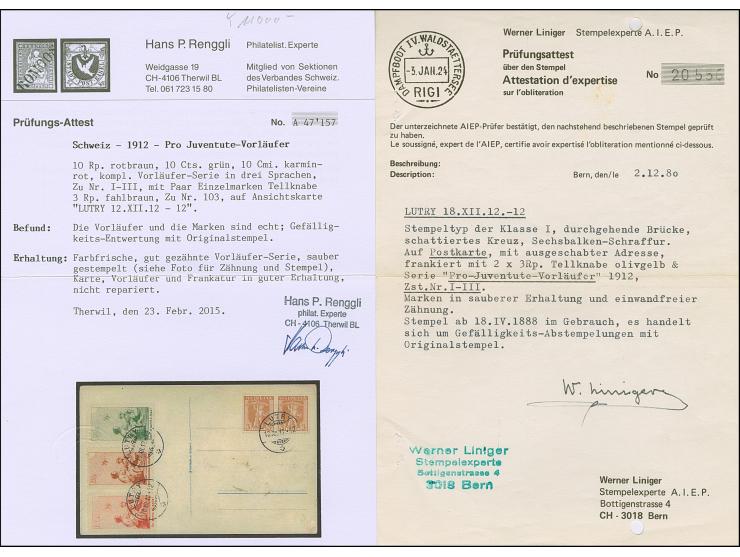 Y 11000-
Hans P. Renggli
Philatelist. Experte
Weidgasse 19
CH-4106 Therwil BL
Tel. 061 723 15 80
Mitglied von Sektionen
des Verbandes Schweiz.
Philatelisten-Vereine
Prüfungs-Attest
No. A 47'157
Schweiz - 1912 - Pro Juventute-Vorläufer
10 Rp. rotbraun, 10 Cts. grün, 10 Cmi. karmin-
rot, kompl. Vorläufer-Serie in drei Sprachen,
Zu Nr. I-III, mit Paar Einzelmarken Tellknabe
3 Rp. fahlbraun, Zu Nr. 103, auf Ansichtskarte
"LUTRY 12.XII.12 - 12".
Befund: Die Vorläufer und die Marken sind echt; Gefällig-
keits-Entwertung mit Originalstempel.
Erhaltung: Farbfrische, gut gezähnte Vorläufer-Serie, sauber
gestempelt (siehe Foto für Zähnung und Stempel),
Karte, Vorläufer und Frankatur in guter Erhaltung,
nicht repariert.
Therwil, den 23. Febr. 2015.
Hans P. Renggli
philat. Experte
CH - 4106 Therwil BL
LUTRY
DAMPFBOOT IV. WALDSTAETTERSEE
-3. JAN. 24
RIGI
Werner Liniger Stempelexperte A.I.E.P.
Prüfungsattest
über den Stempel
Attestation d'expertise
sur l'obliteration
No 20 536
Der unterzeichnete AIEP-Prüfer bestätigt, den nachstehend beschriebenen Stempel geprüft
zu haben.
Le soussigné, expert de l'AIEP, certifie avoir expertisé l'obliteration mentionné ci-dessous.
Beschreibung:
Description:
Bern, den/le 2.12.80
LUTRY 18.XII.12.-12
Stempeltyp der Klasse I, durchgehende Brücke,
schattiertes Kreuz, Sechsbalken-Schraffur.
Auf Postkarte, mit ausgeschabter Adresse,
frankiert mit 2 x 3Rp. Tellknabe olivgelb &
Serie "Pro-Juventute-Vorläufer" 1912,
Zst.Nr.I-III.
Marken in sauberer Erhaltung und einwandfreier
Zähnung.
Stempel ab 18.IV.1888 im Gebrauch, es handelt
sich um Gefälligkeits-Abstempelungen mit
Originalstempel.
W. Liniger
Werner Liniger
Stempelexperte
Bottigenstrasse 4
3018 Bern
Werner Liniger
Stempelexperte A.I.E.P.
Bottigenstrasse 4
CH - 3018 Bern